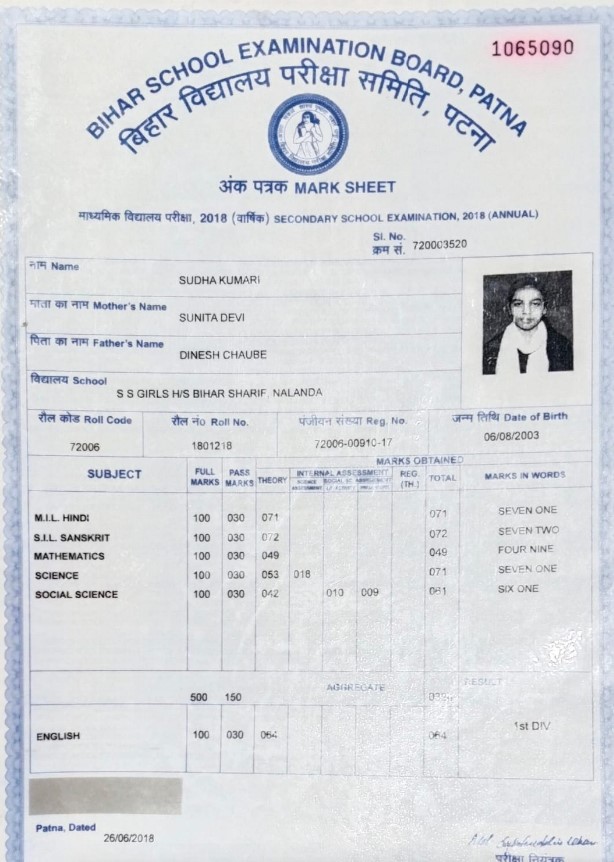 1065090
BIHAR SCHOOL EXAMINATION BOARD, PATNA
बिहार विद्यालय परीक्षा समिति, पटना
अंक पत्रक MARK SHEET
माध्यमिक विद्यालय परीक्षा, 2018 (वार्षिक) SECONDARY SCHOOL EXAMINATION, 2018 (ANNUAL)
Sl. No.
क्रम सं. 720003520
नाम Name
SUDHA KUMARI
माता का नाम Mother's Name
SUNITA DEVI
पिता का नाम Father's Name
DINESH CHAUBE
विद्यालय School
S S GIRLS H/S BIHAR SHARIF, NALANDA
रौल कोड Roll Code रौल नं० Roll No. पंजीयन संख्या Reg. No. जन्म तिथि Date of Birth
72006 1801218 72006-00910-17 06/08/2003
MARKS OBTAINED
SUBJECT FULL MARKS PASS MARKS THEORY INTERNAL ASSESSMENT REG. (TH.) TOTAL MARKS IN WORDS
M.I.L. HINDI 100 030 071 071 SEVEN ONE
S.I.L. SANSKRIT 100 030 072 072 SEVEN TWO
MATHEMATICS 100 030 049 049 FOUR NINE
SCIENCE 100 030 053 018 071 SEVEN ONE
SOCIAL SCIENCE 100 030 042 010 009 061 SIX ONE
AGGREGATE RESULT
500 150
1st DIV
ENGLISH 100 030 064 064
Patna, Dated
26/06/2018
परीक्षा नियंत्रक